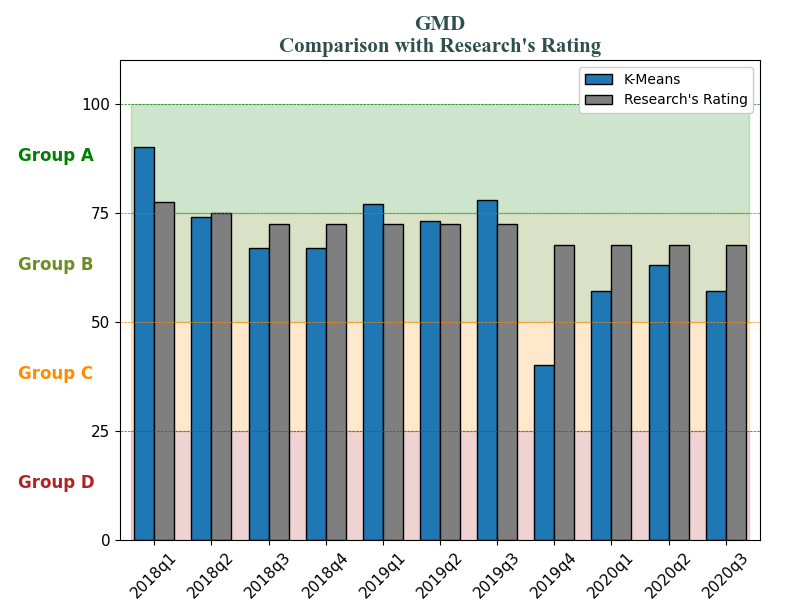 GMD
Comparison with Research's Rating
K-Means
Research's Rating
100
Group A
75
Group B
50
Group C
25
Group D
0
2018q1
2018q2
2018q3
2018q4
2019q1
2019q2
2019q3
2019q4
2020q1
2020q2
2020q3